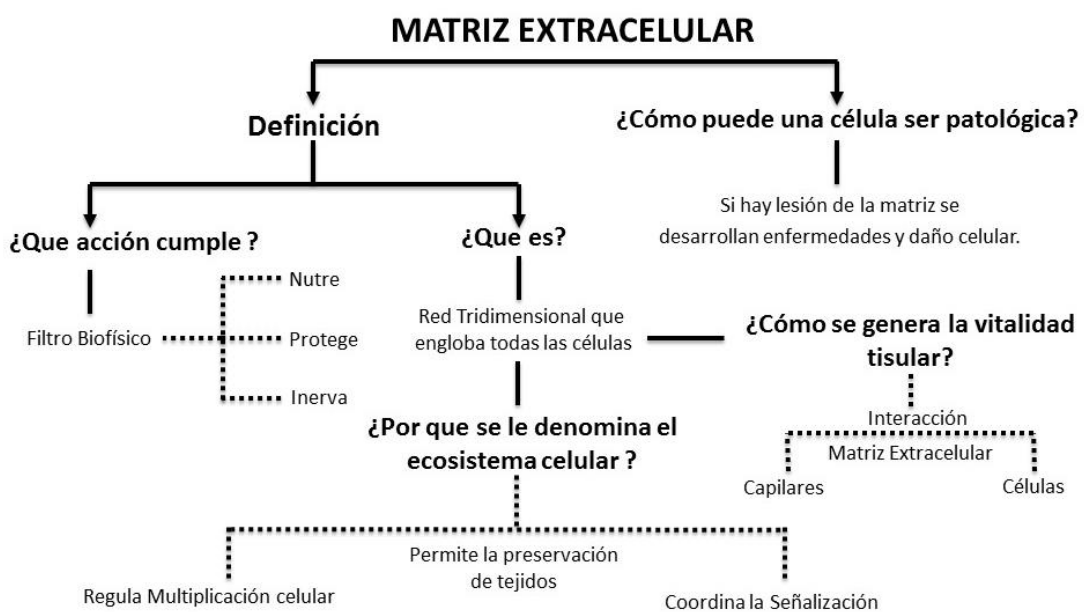 MATRIZ EXTRACELULAR
Definición
¿Cómo puede una célula ser patológica?
Si hay lesión de la matriz se
desarrollan enfermedades y daño celular.
¿Que acción cumple ?
¿Que es?
Nutre
Filtro Biofísico
Protege
Inerva
Red Tridimensional que
engloba todas las células
¿Cómo se genera la vitalidad
tisular?
Interacción
Matriz Extracelular
Capilares
Células
¿Por que se le denomina el
ecosistema celular ?
Permite la preservación
de tejidos
Regula Multiplicación celular
Coordina la Señalización